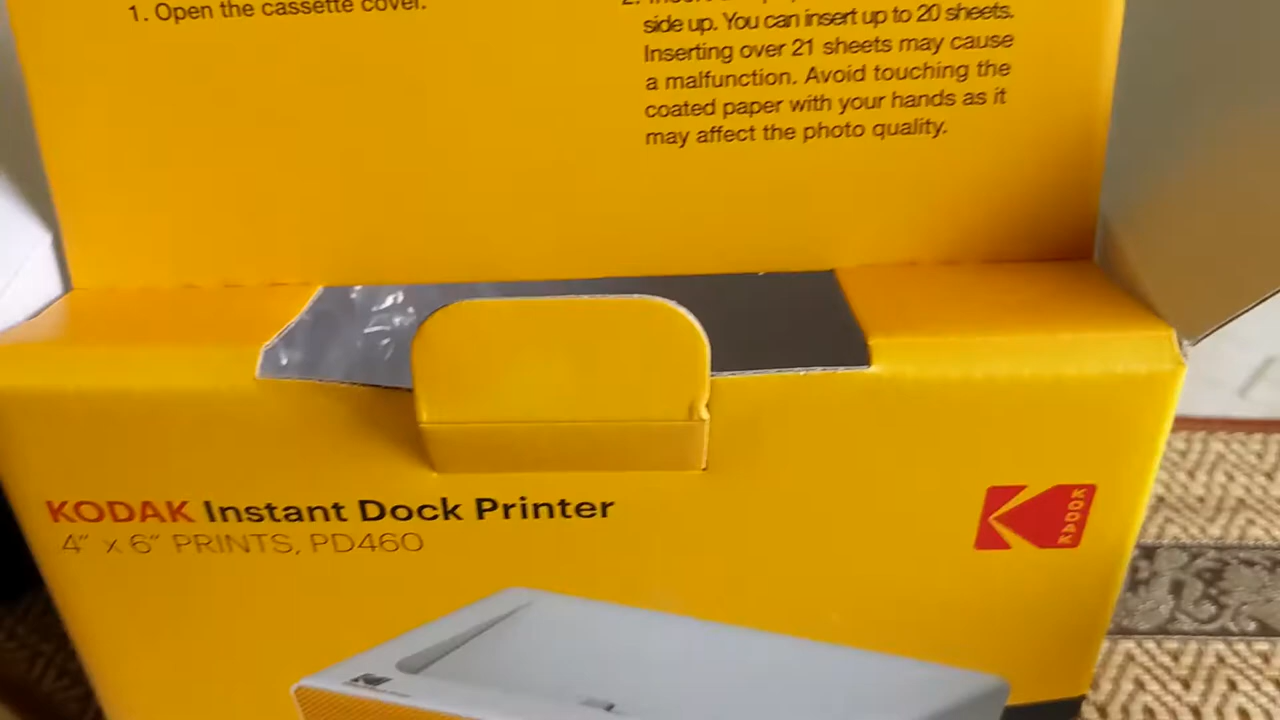 1. Open the cassette cover.
side up. You can insert up to 20 sheets.
Inserting over 21 sheets may cause
a malfunction. Avoid touching the
coated paper with your hands as it
may affect the photo quality.
KODAK Instant Dock Printer
4" x 6" PRINTS, PD460
KODAK